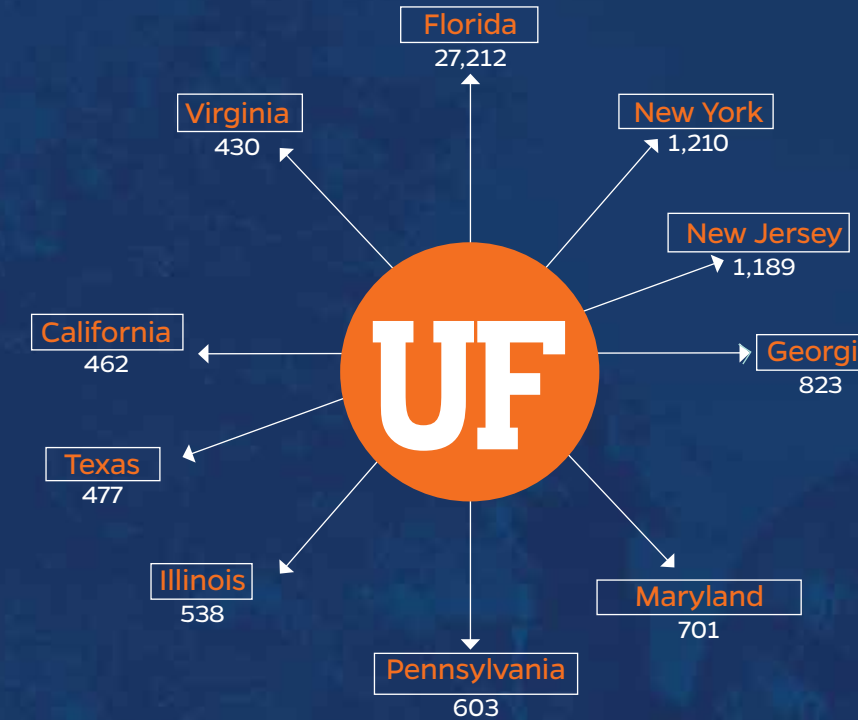 Florida
27,212
Virginia
430
New York
1,210
New Jersey
1,189
California
462
UF
Georgi
823
Texas
477
Illinois
538
Maryland
701
Pennsylvania
603